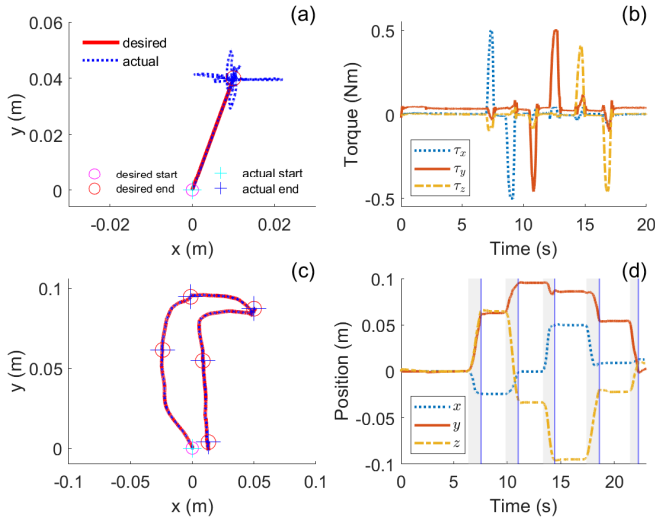 (a)
0.06
0.04
0.02
0
y (m)
desired
actual
desired start
actual start
desired end
actual end
-0.02
0
0.02
x (m)
(b)
0.5
0
-0.5
Torque (Nm)
τx
τy
τz
0
5
10
15
20
Time (s)
(c)
0.1
0.05
0
y (m)
-0.1
-0.05
0
0.05
0.1
x (m)
(d)
0.1
0.05
0
-0.05
-0.1
Position (m)
x
y
z
0
5
10
15
20
Time (s)